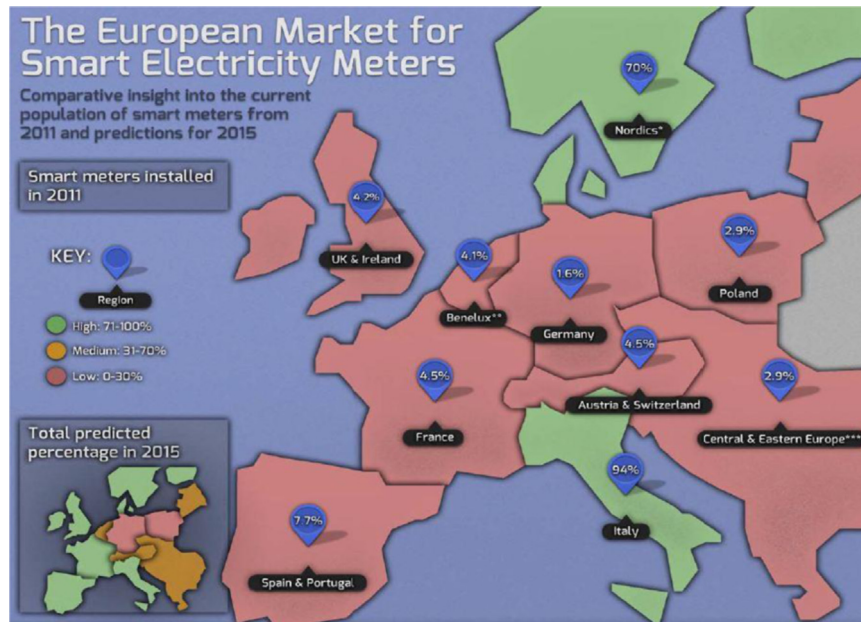 The European Market for
Smart Electricity Meters
Comparative insight into the current
population of smart meters from
2011 and predictions for 2015
Smart meters installed
in 2011
KEY:
Region
High: 71-100%
Medium: 31-70%
Low: 0-30%
70%
Nordics*
4.2%
UK & Ireland
4.1%
Benelux**
1.6%
Germany
2.9%
Poland
4.5%
France
4.5%
Austria & Switzerland
2.9%
Central & Eastern Europe***
94%
Italy
7.7%
Spain & Portugal
Total predicted
percentage in 2015